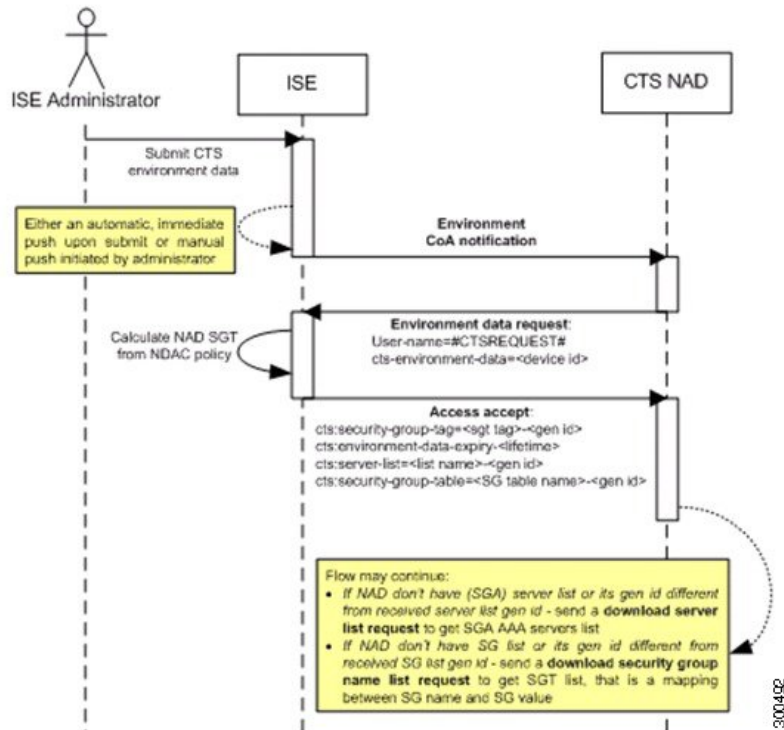 ISE Administrator
ISE
CTS NAD
Submit CTS
environment data
Either an automatic, immediate
push upon submit or manual
push initiated by administrator
Environment
CoA notification
Calculate NAD SGT
from NDAC policy
Environment data request:
User-name=#CTSREQUEST#
cts-environment-data=<device id>
Access accept:
cts:security-group-tag=<sgt tag>-<gen id>
cts:environment-data-expiry-<lifetime>
cts:server-list=<list name>-<gen id>
cts:security-group-table=<SG table name>-<gen id>
Flow may continue:
• If NAD don't have (SGA) server list or its gen id different
from received server list gen id - send a download server
list request to get SGA AAA servers list
• If NAD don't have SG list or its gen id different from
received SG list gen id - send a download security group
name list request to get SGT list, that is a mapping
between SG name and SG value
300492